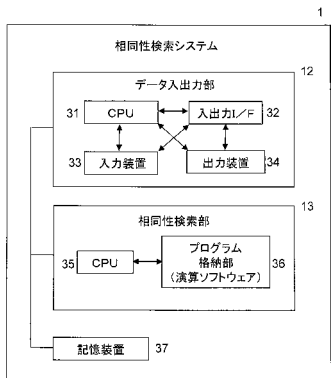 1
相同性検索システム
12
データ入出力部
31
CPU
入出力I/F
32
33
入力装置
出力装置
34
13
相同性検索部
35
CPU
プログラム
格納部
(演算ソフトウェア)
36
記憶装置
37